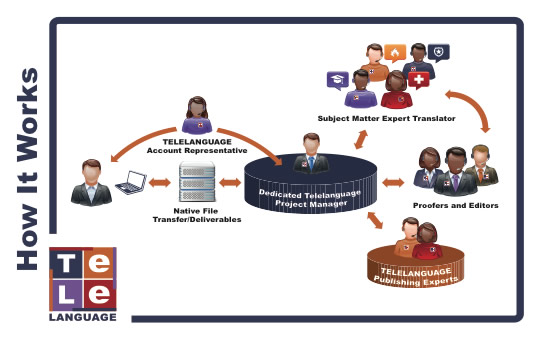 How It Works
TELELANGUAGE
Account Representative
Native File
Transfer/Deliverables
Dedicated Telelanguage
Project Manager
Subject Matter Expert Translator
Proofers and Editors
TELELANGUAGE
Publishing Experts
Te
Le
LANGUAGE